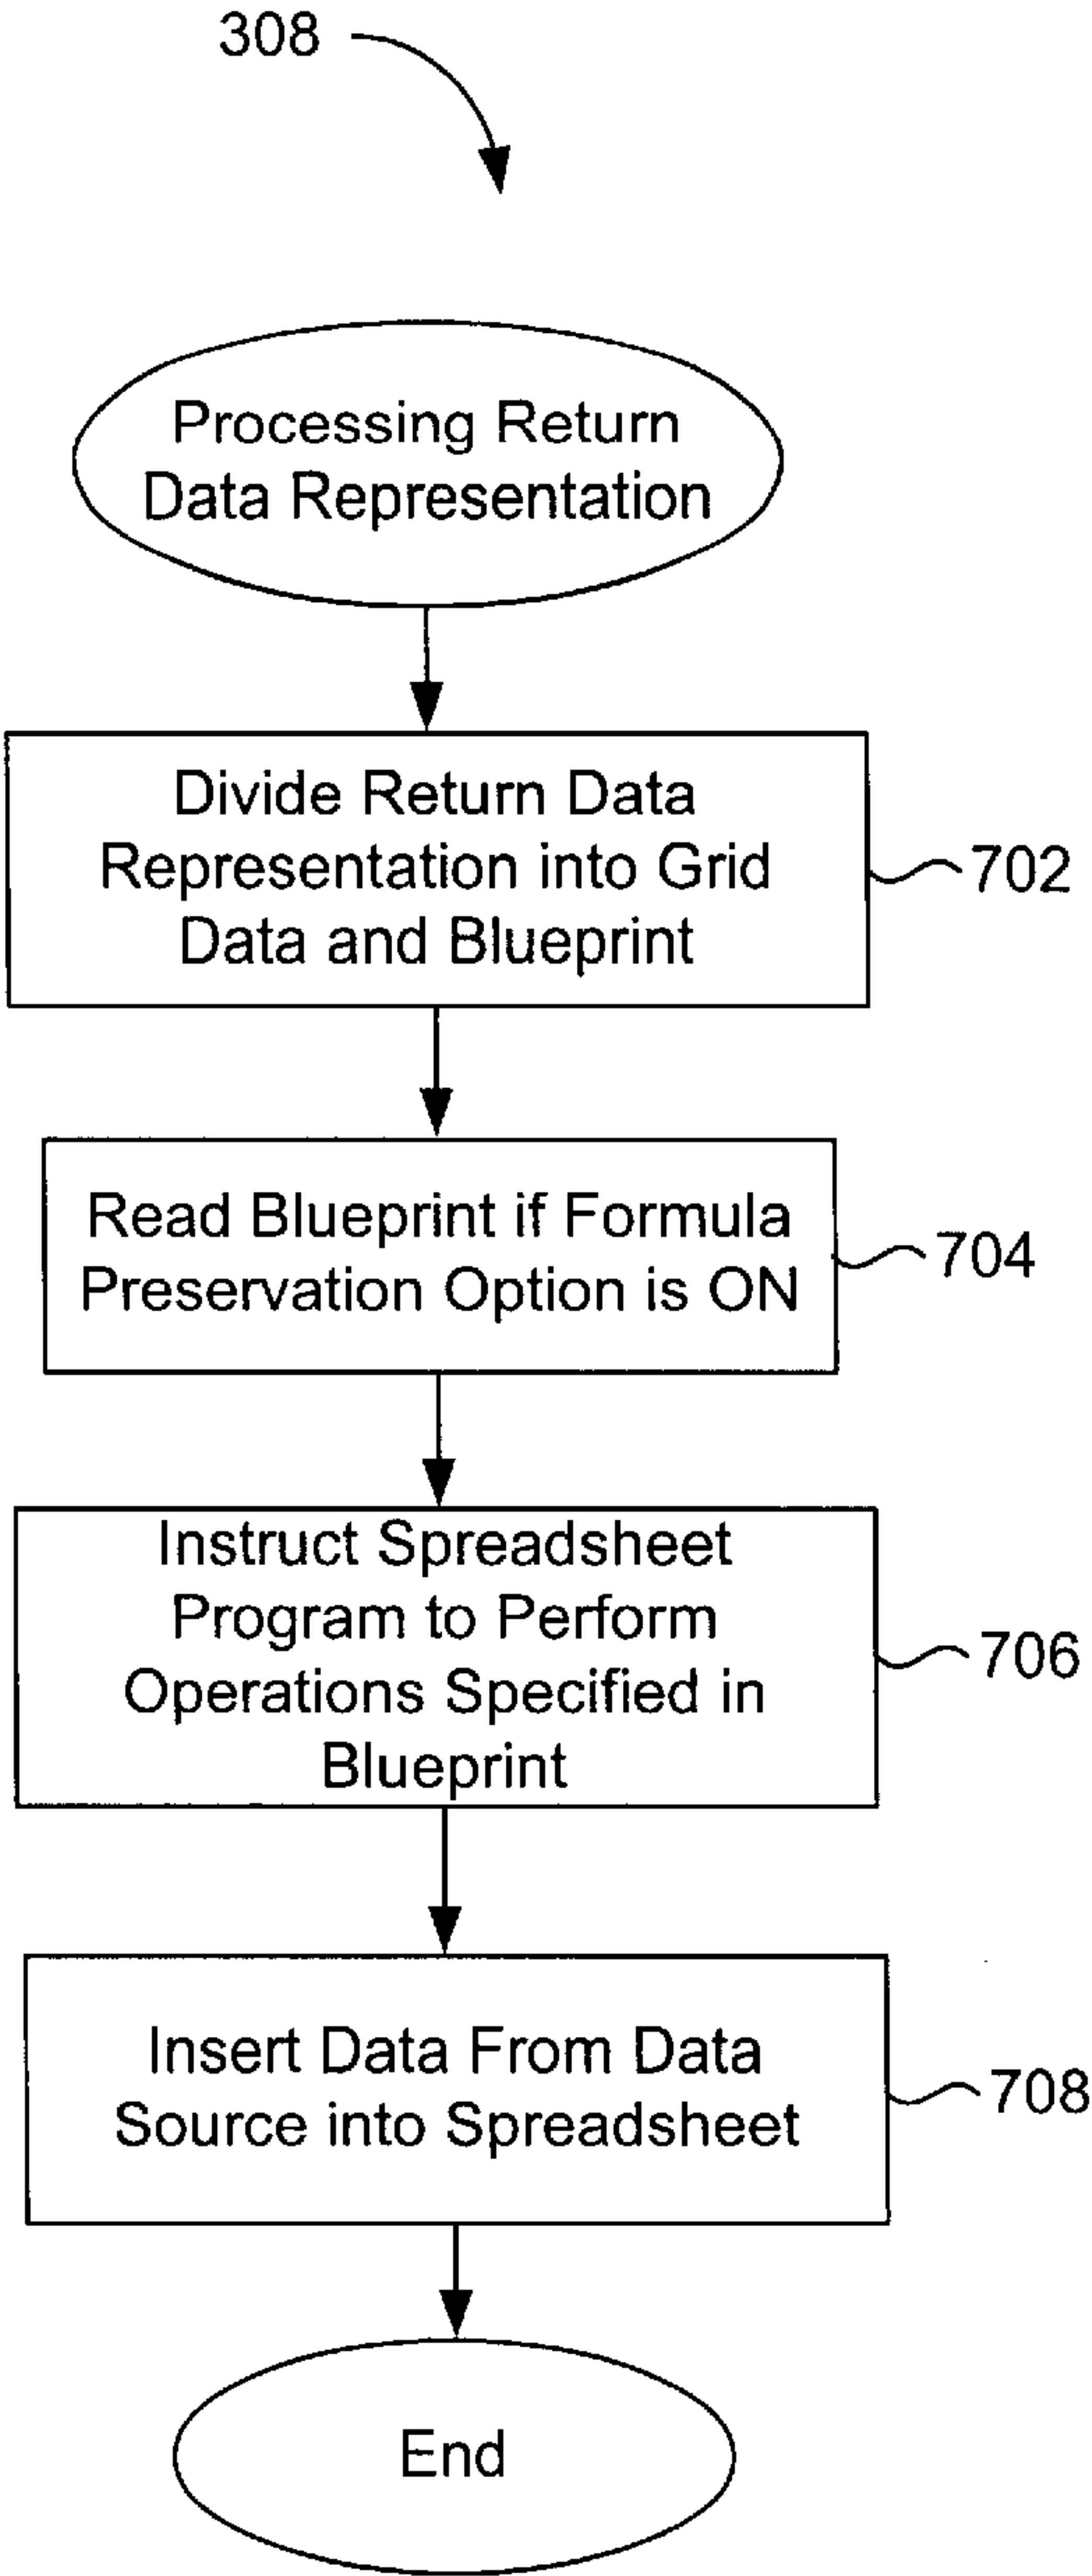 308
Processing Return
Data Representation
Divide Return Data
Representation into Grid
Data and Blueprint
702
Read Blueprint if Formula
Preservation Option is ON
704
Instruct Spreadsheet
Program to Perform
Operations Specified in
Blueprint
706
Insert Data From Data
Source into Spreadsheet
708
End